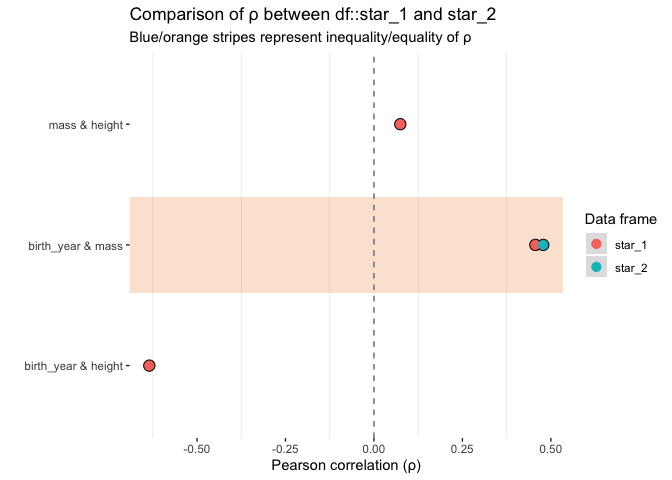 Comparison of ρ between df::star_1 and star_2
Blue/orange stripes represent inequality/equality of ρ
mass & height
birth_year & mass
birth_year & height
-0.50 -0.25 0.00 0.25 0.50
Pearson correlation (ρ)
Data frame
star_1
star_2